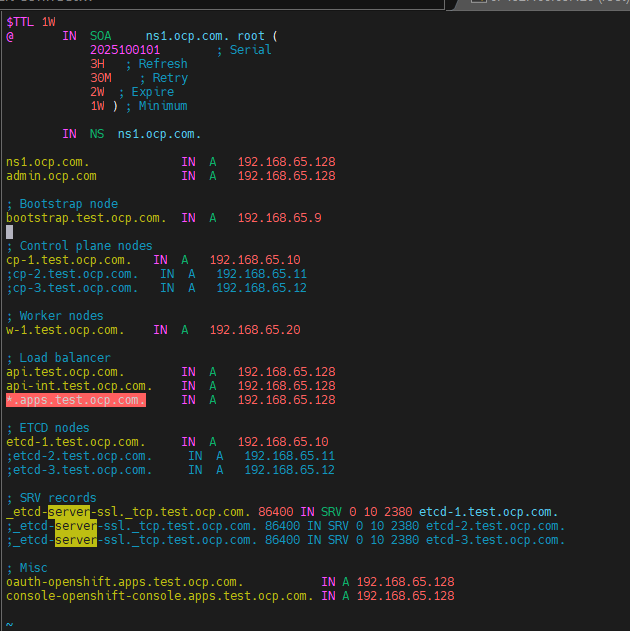 $TTL 1W
@ IN SOA ns1.ocp.com. root (
2025100101 ; Serial
3H ; Refresh
30M ; Retry
2W ; Expire
1W ) ; Minimum
IN NS ns1.ocp.com.
ns1.ocp.com. IN A 192.168.65.128
admin.ocp.com IN A 192.168.65.128
; Bootstrap node
bootstrap.test.ocp.com. IN A 192.168.65.9
; Control plane nodes
cp-1.test.ocp.com. IN A 192.168.65.10
;cp-2.test.ocp.com. IN A 192.168.65.11
;cp-3.test.ocp.com. IN A 192.168.65.12
; Worker nodes
w-1.test.ocp.com. IN A 192.168.65.20
; Load balancer
api.test.ocp.com. IN A 192.168.65.128
api-int.test.ocp.com. IN A 192.168.65.128
*.apps.test.ocp.com. IN A 192.168.65.128
; ETCD nodes
etcd-1.test.ocp.com. IN A 192.168.65.10
;etcd-2.test.ocp.com. IN A 192.168.65.11
;etcd-3.test.ocp.com. IN A 192.168.65.12
; SRV records
_etcd-server-ssl._tcp.test.ocp.com. 86400 IN SRV 0 10 2380 etcd-1.test.ocp.com.
;_etcd-server-ssl._tcp.test.ocp.com. 86400 IN SRV 0 10 2380 etcd-2.test.ocp.com.
;_etcd-server-ssl._tcp.test.ocp.com. 86400 IN SRV 0 10 2380 etcd-3.test.ocp.com.
; Misc
oauth-openshift.apps.test.ocp.com. IN A 192.168.65.128
console-openshift-console.apps.test.ocp.com. IN A 192.168.65.128
~